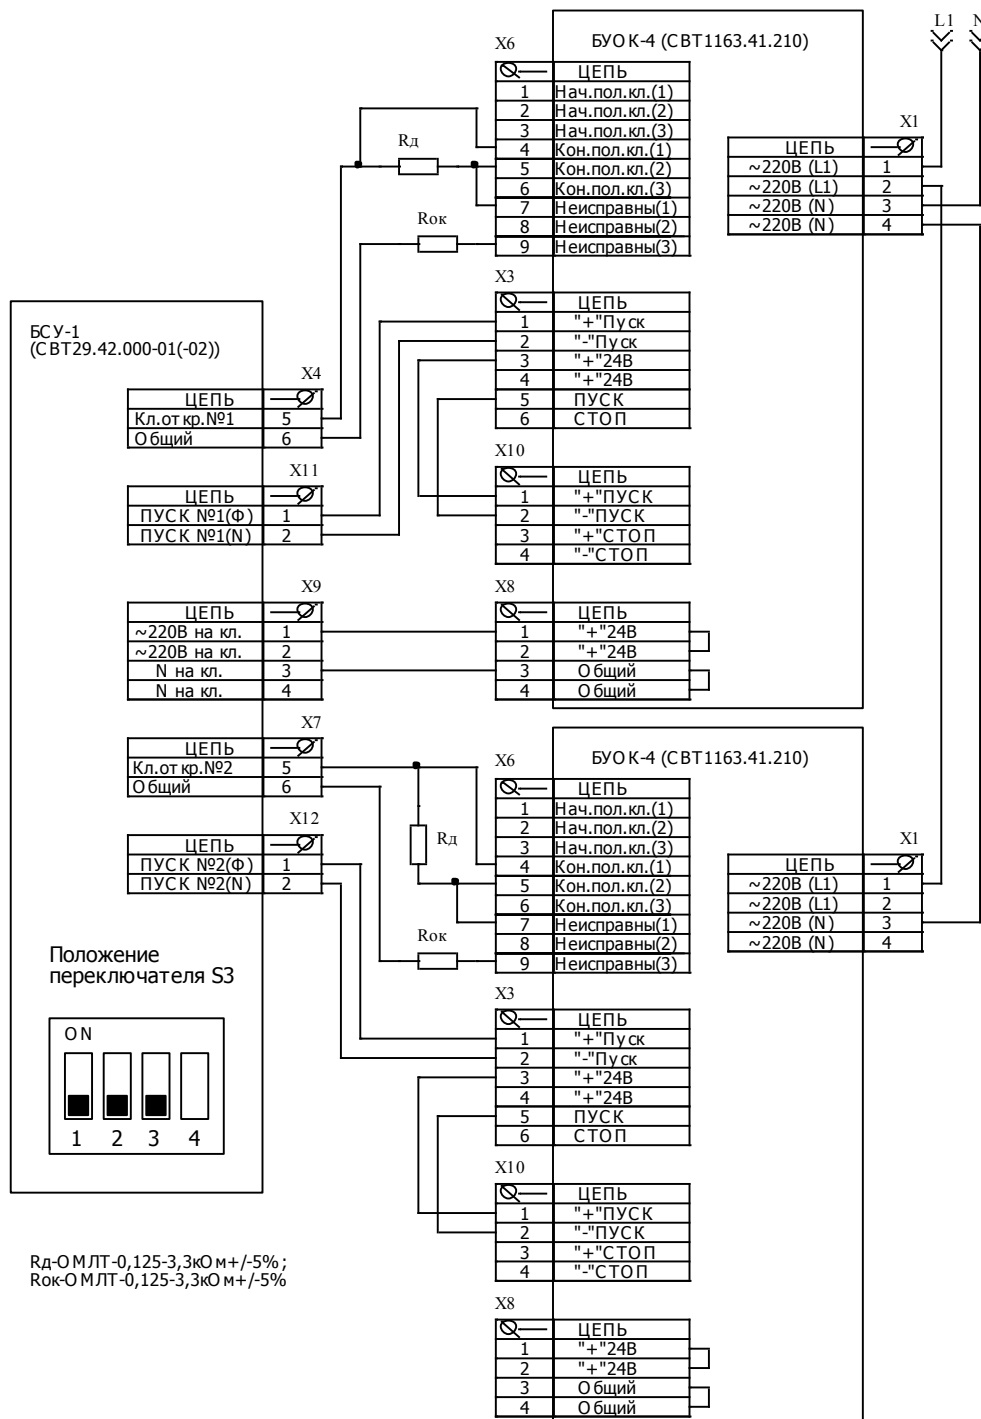 L1 N
БУОК-4 (СВТ1163.41.210)
X6
ЦЕПЬ
1 Нач.пол.кл.(1)
2 Нач.пол.кл.(2)
3 Нач.пол.кл.(3)
4 Кон.пол.кл.(1)
5 Кон.пол.кл.(2)
6 Кон.пол.кл.(3)
7 Неисправны(1)
8 Неисправны(2)
9 Неисправны(3)
Rд
Rок
X1
ЦЕПЬ
~220В (L1) 1
~220В (L1) 2
~220В (N) 3
~220В (N) 4
X3
ЦЕПЬ
1 "+"Пуск
2 "-"Пуск
3 "+"24В
4 "+"24В
5 ПУСК
6 СТОП
X10
ЦЕПЬ
1 "+"ПУСК
2 "-"ПУСК
3 "+"СТОП
4 "-"СТОП
X8
ЦЕПЬ
1 "+"24В
2 "+"24В
3 Общий
4 Общий
БСУ-1
(СВТ29.42.000-01(-02))
X4
ЦЕПЬ
Кл.откр.№1 5
Общий 6
X11
ЦЕПЬ
ПУСК №1(Ф) 1
ПУСК №1(N) 2
X9
ЦЕПЬ
~220В на кл. 1
~220В на кл. 2
N на кл. 3
N на кл. 4
X7
ЦЕПЬ
Кл.откр.№2 5
Общий 6
X12
ЦЕПЬ
ПУСК №2(Ф) 1
ПУСК №2(N) 2
Положение
переключателя S3
ON
1 2 3 4
БУОК-4 (СВТ1163.41.210)
X6
ЦЕПЬ
1 Нач.пол.кл.(1)
2 Нач.пол.кл.(2)
3 Нач.пол.кл.(3)
4 Кон.пол.кл.(1)
5 Кон.пол.кл.(2)
6 Кон.пол.кл.(3)
7 Неисправны(1)
8 Неисправны(2)
9 Неисправны(3)
Rд
Rок
X1
ЦЕПЬ
~220В (L1) 1
~220В (L1) 2
~220В (N) 3
~220В (N) 4
X3
ЦЕПЬ
1 "+"Пуск
2 "-"Пуск
3 "+"24В
4 "+"24В
5 ПУСК
6 СТОП
X10
ЦЕПЬ
1 "+"ПУСК
2 "-"ПУСК
3 "+"СТОП
4 "-"СТОП
X8
ЦЕПЬ
1 "+"24В
2 "+"24В
3 Общий
4 Общий
Rд-ОМЛТ-0,125-3,3кОм+/-5%;
Rок-ОМЛТ-0,125-3,3кОм+/-5%